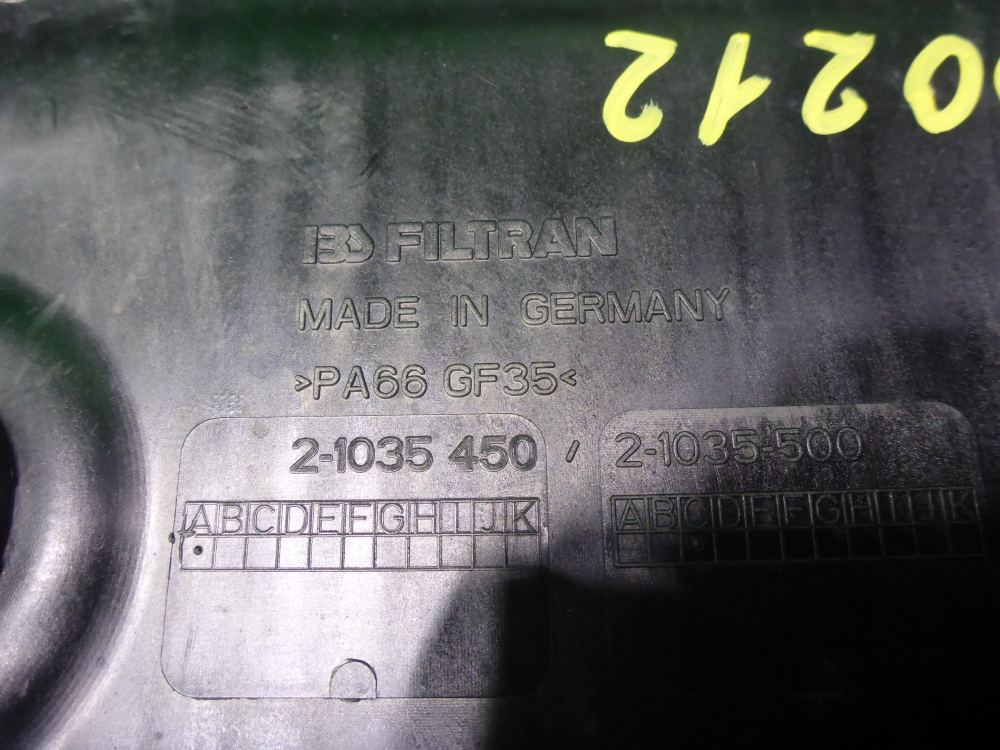 0212
IBS FILTRAN
MADE IN GERMANY
>PA66 GF35<
2-1035 450 / 2-1035-500
ABCDEFGHIJK ABCDEFGHIJK